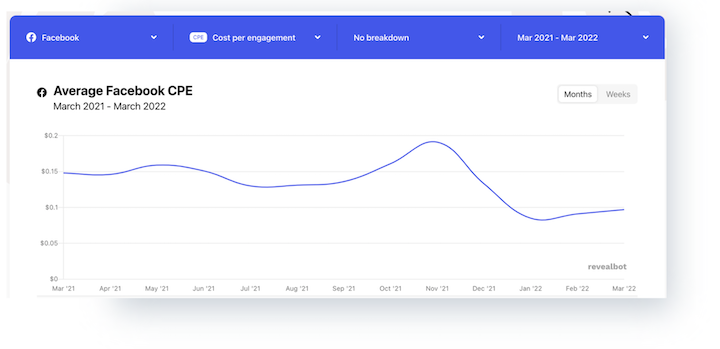 Facebook
CPE Cost per engagement
No breakdown
Mar 2021 - Mar 2022
Average Facebook CPE
March 2021 - March 2022
Months Weeks
$0.2
$0.15
$0.1
$0.05
$0
revealbot
Mar '21 Apr '21 May '21 Jun '21 Jul '21 Aug '21 Sep '21 Oct '21 Nov '21 Dec '21 Jan '22 Feb '22 Mar '22